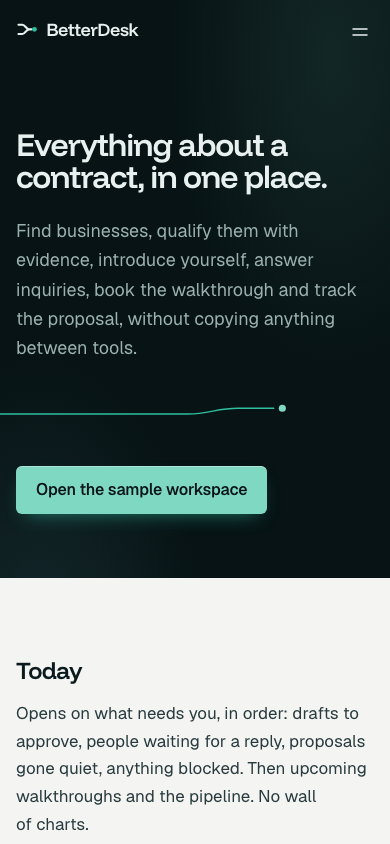 BetterDesk
Everything about a
contract, in one place.
Find businesses, qualify them with
evidence, introduce yourself, answer
inquiries, book the walkthrough and track
the proposal, without copying anything
between tools.
Open the sample workspace
Today
Opens on what needs you, in order: drafts to
approve, people waiting for a reply, proposals
gone quiet, anything blocked. Then upcoming
walkthroughs and the pipeline. No wall
of charts.